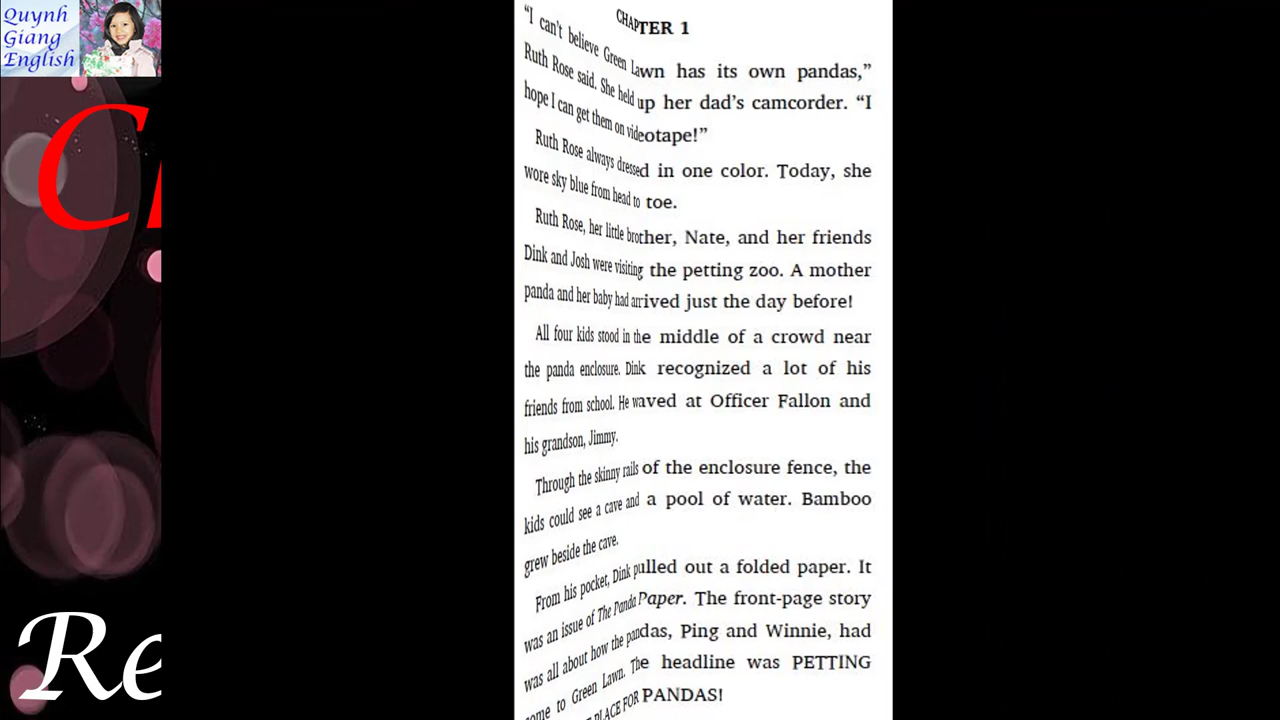 Quynh
Giang
English
C
Re
CHAPTER 1
“I can't believe Green Lawn has its own pandas,”
Ruth Rose said. She held up her dad’s camcorder. “I
hope I can get them on videotape!”
Ruth Rose always dressed in one color. Today, she
wore sky blue from head to toe.
Ruth Rose, her little brother, Nate, and her friends
Dink and Josh were visiting the petting zoo. A mother
panda and her baby had arrived just the day before!
All four kids stood in the middle of a crowd near
the panda enclosure. Dink recognized a lot of his
friends from school. He waved at Officer Fallon and
his grandson, Jimmy.
Through the skinny rails of the enclosure fence, the
kids could see a cave and a pool of water. Bamboo
grew beside the cave.
From his pocket, Dink pulled out a folded paper. It
was an issue of The Panda Paper. The front-page story
was all about how the pandas, Ping and Winnie, had
come to Green Lawn. The headline was PETTING
PLACE FOR PANDAS!